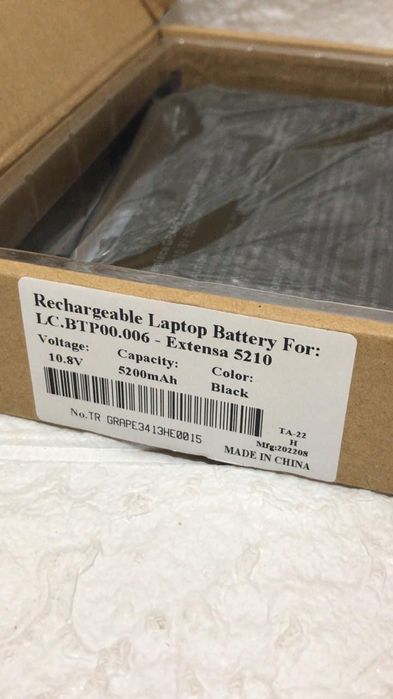 Rechargeable Laptop Battery For:
LC.BTP00.006 - Extensa 5210
Voltage: Capacity: Color:
10.8V 5200mAh Black
TA-22
H
No.TR GRAPE3413HE0015 Mfg:202208
MADE IN CHINA